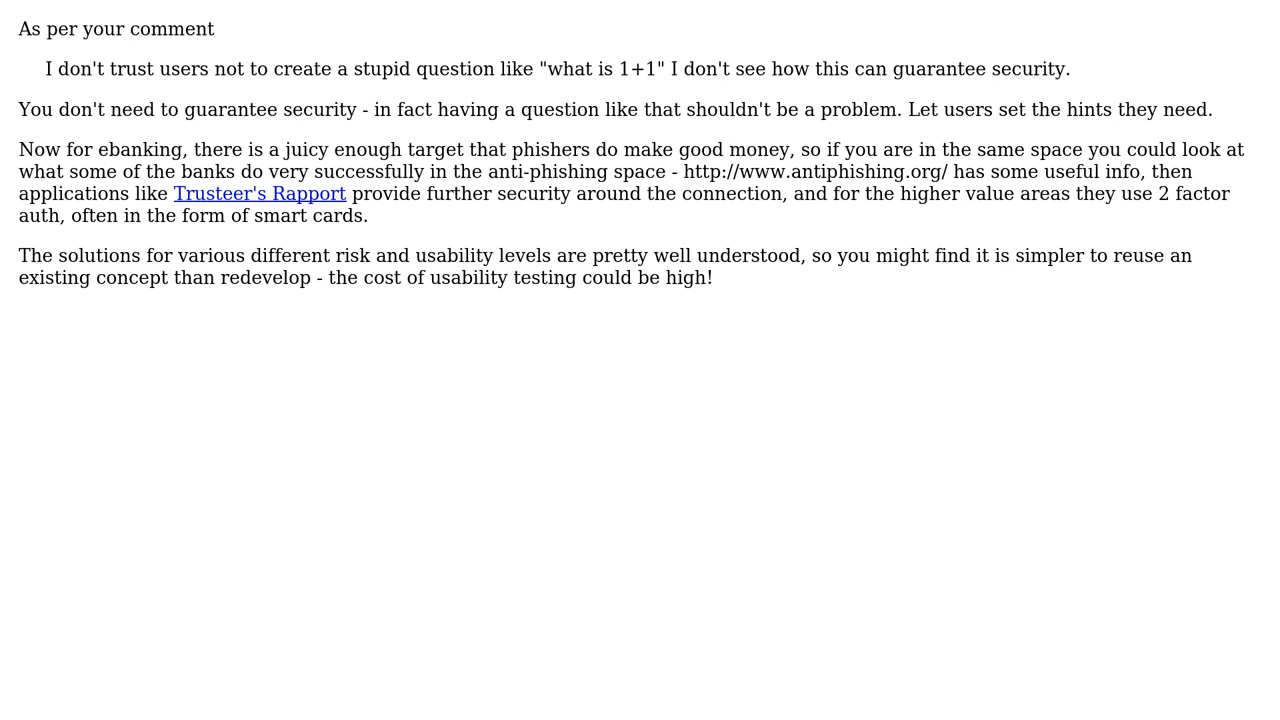 As per your comment
I don't trust users not to create a stupid question like "what is 1+1" I don't see how this can guarantee security.
You don't need to guarantee security - in fact having a question like that shouldn't be a problem. Let users set the hints they need.
Now for ebanking, there is a juicy enough target that phishers do make good money, so if you are in the same space you could look at
what some of the banks do very successfully in the anti-phishing space - http://www.antiphishing.org/ has some useful info, then
applications like Trusteer's Rapport provide further security around the connection, and for the higher value areas they use 2 factor
auth, often in the form of smart cards.
The solutions for various different risk and usability levels are pretty well understood, so you might find it is simpler to reuse an
existing concept than redevelop - the cost of usability testing could be high!